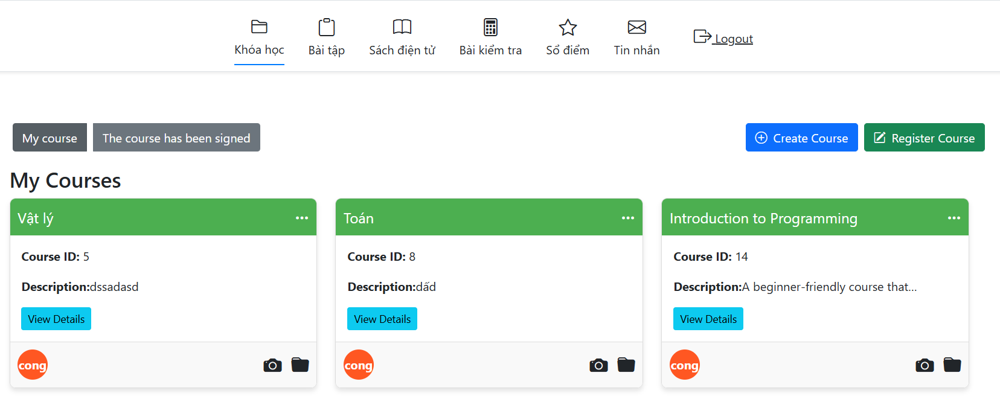 Khóa học
Bài tập
Sách điện tử
Bài kiểm tra
Sổ điểm
Tin nhắn
Logout
My course
The course has been signed
Create Course
Register Course
My Courses
Vật lý
Course ID: 5
Description:dssadasd
View Details
cong
Toán
Course ID: 8
Description:dấd
View Details
cong
Introduction to Programming
Course ID: 14
Description:A beginner-friendly course that...
View Details
cong